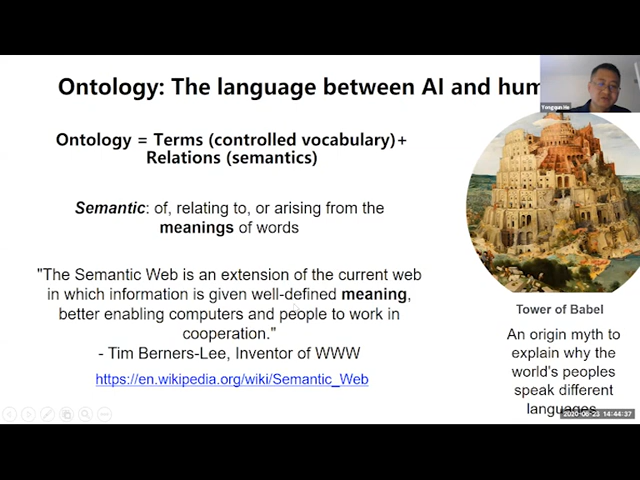 Ontology: The language between AI and hum
Yongqun He
Ontology = Terms (controlled vocabulary)+
Relations (semantics)
Semantic: of, relating to, or arising from the
meanings of words
"The Semantic Web is an extension of the current web
in which information is given well-defined meaning,
better enabling computers and people to work in
cooperation."
- Tim Berners-Lee, Inventor of WWW
https://en.wikipedia.org/wiki/Semantic_Web
Tower of Babel
An origin myth to
explain why the
world's peoples
speak different
languages
2020-06-23 14:44:37